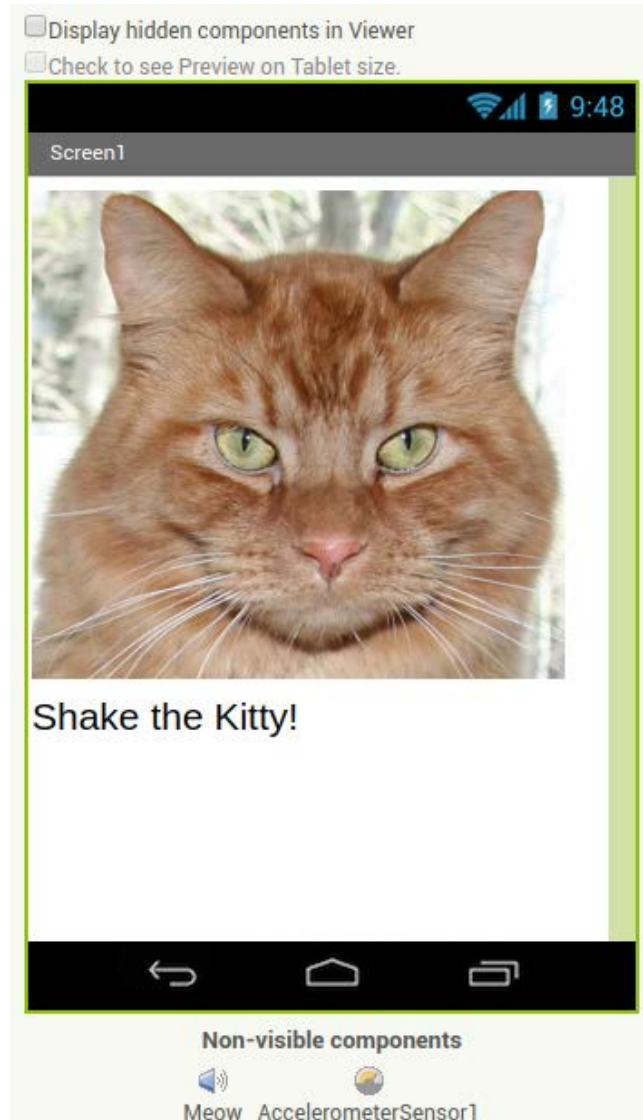 Display hidden components in Viewer
Check to see Preview on Tablet size.
9:48
Screen1
Shake the Kitty!
Non-visible components
Meow AccelerometerSensor1